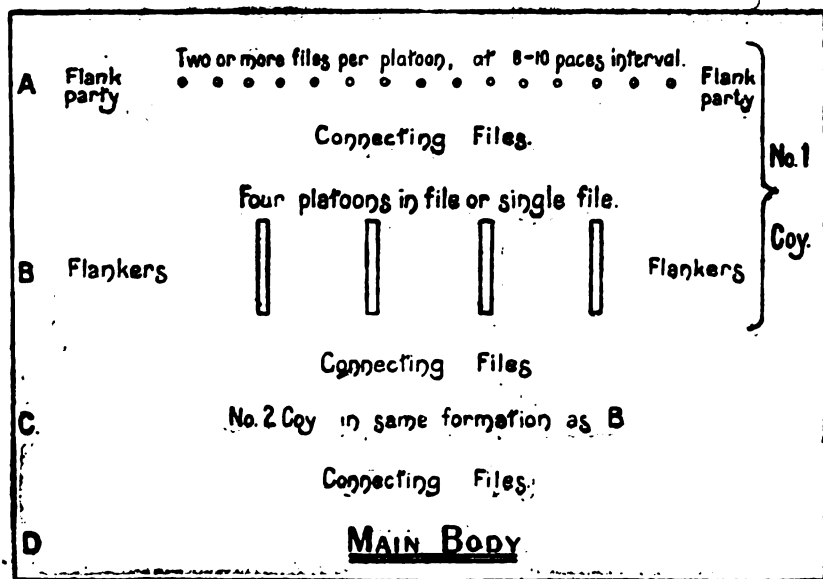 Two or more files per platoon, at 8-10 paces interval.
A Flank party Flank party
Connecting Files.
No. 1 Coy.
Four platoons in file or single file.
B Flankers Flankers
Connecting Files
C. No. 2 Coy in same formation as B
Connecting Files.
D MAIN BODY